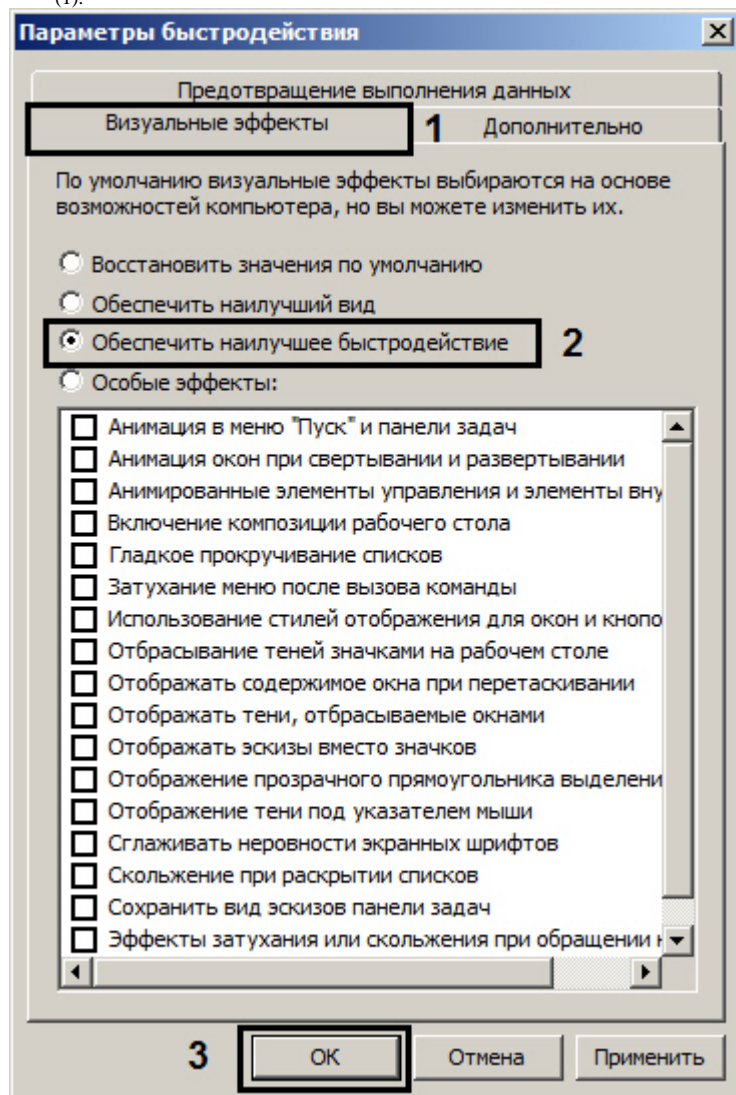 (1).
Параметры быстродействия
Предотвращение выполнения данных
Визуальные эффекты
1
Дополнительно
По умолчанию визуальные эффекты выбираются на основе
возможностей компьютера, но вы можете изменить их.
Восстановить значения по умолчанию
Обеспечить наилучший вид
Обеспечить наилучшее быстродействие
2
Особые эффекты:
Анимация в меню "Пуск" и панели задач
Анимация окон при свертывании и развертывании
Анимированные элементы управления и элементы вну
Включение композиции рабочего стола
Гладкое прокручивание списков
Затухание меню после вызова команды
Использование стилей отображения для окон и кнопо
Отбрасывание теней значками на рабочем столе
Отображать содержимое окна при перетаскивании
Отображать тени, отбрасываемые окнами
Отображать эскизы вместо значков
Отображение прозрачного прямоугольника выделени
Отображение тени под указателем мыши
Сглаживать неровности экранных шрифтов
Скольжение при раскрытии списков
Сохранить вид эскизов панели задач
Эффекты затухания или скольжения при обращении
3
ОК
Отмена
Применить